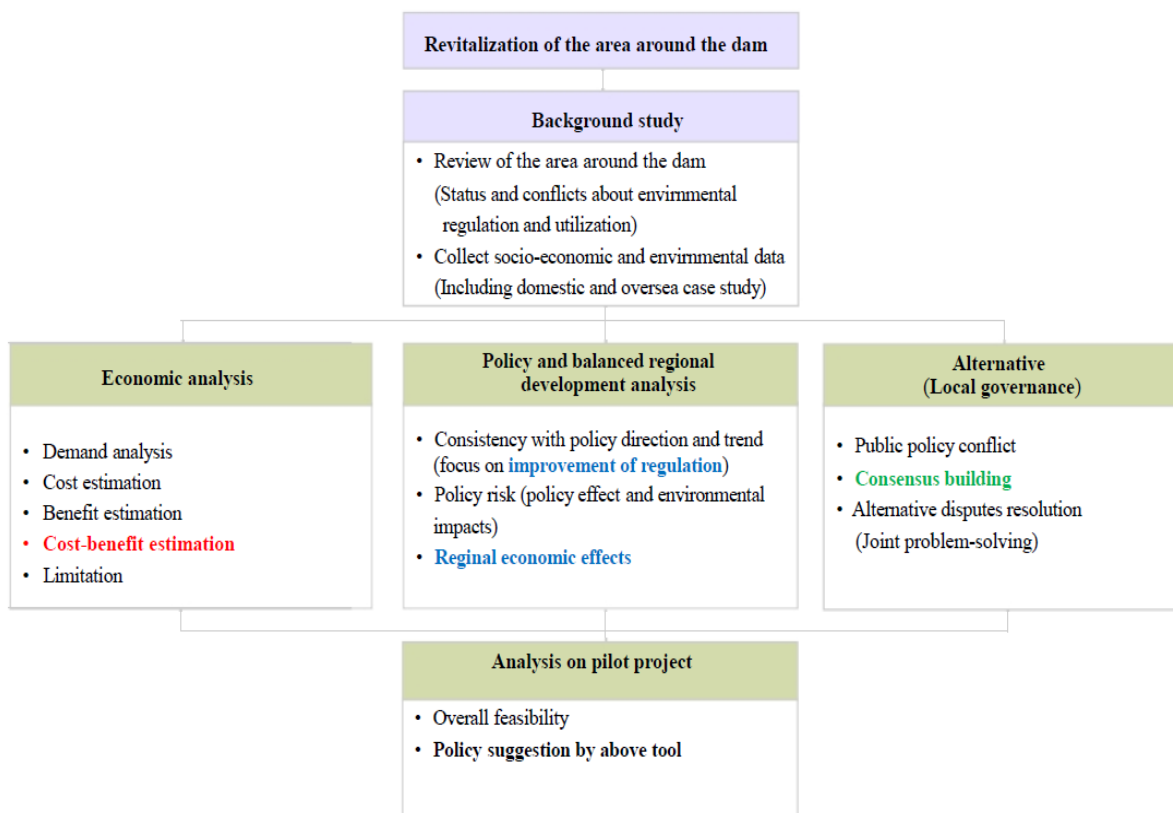 Revitalization of the area around the dam
Background study
• Review of the area around the dam
(Status and conflicts about envirnmental
regulation and utilization)
• Collect socio-economic and envirnmental data
(Including domestic and oversea case study)
Economic analysis
• Demand analysis
• Cost estimation
• Benefit estimation
• Cost-benefit estimation
• Limitation
Policy and balanced regional
development analysis
• Consistency with policy direction and trend
(focus on improvement of regulation)
• Policy risk (policy effect and environmental
impacts)
• Reginal economic effects
Alternative
(Local governance)
• Public policy conflict
• Consensus building
• Alternative disputes resolution
(Joint problem-solving)
Analysis on pilot project
• Overall feasibility
• Policy suggestion by above tool